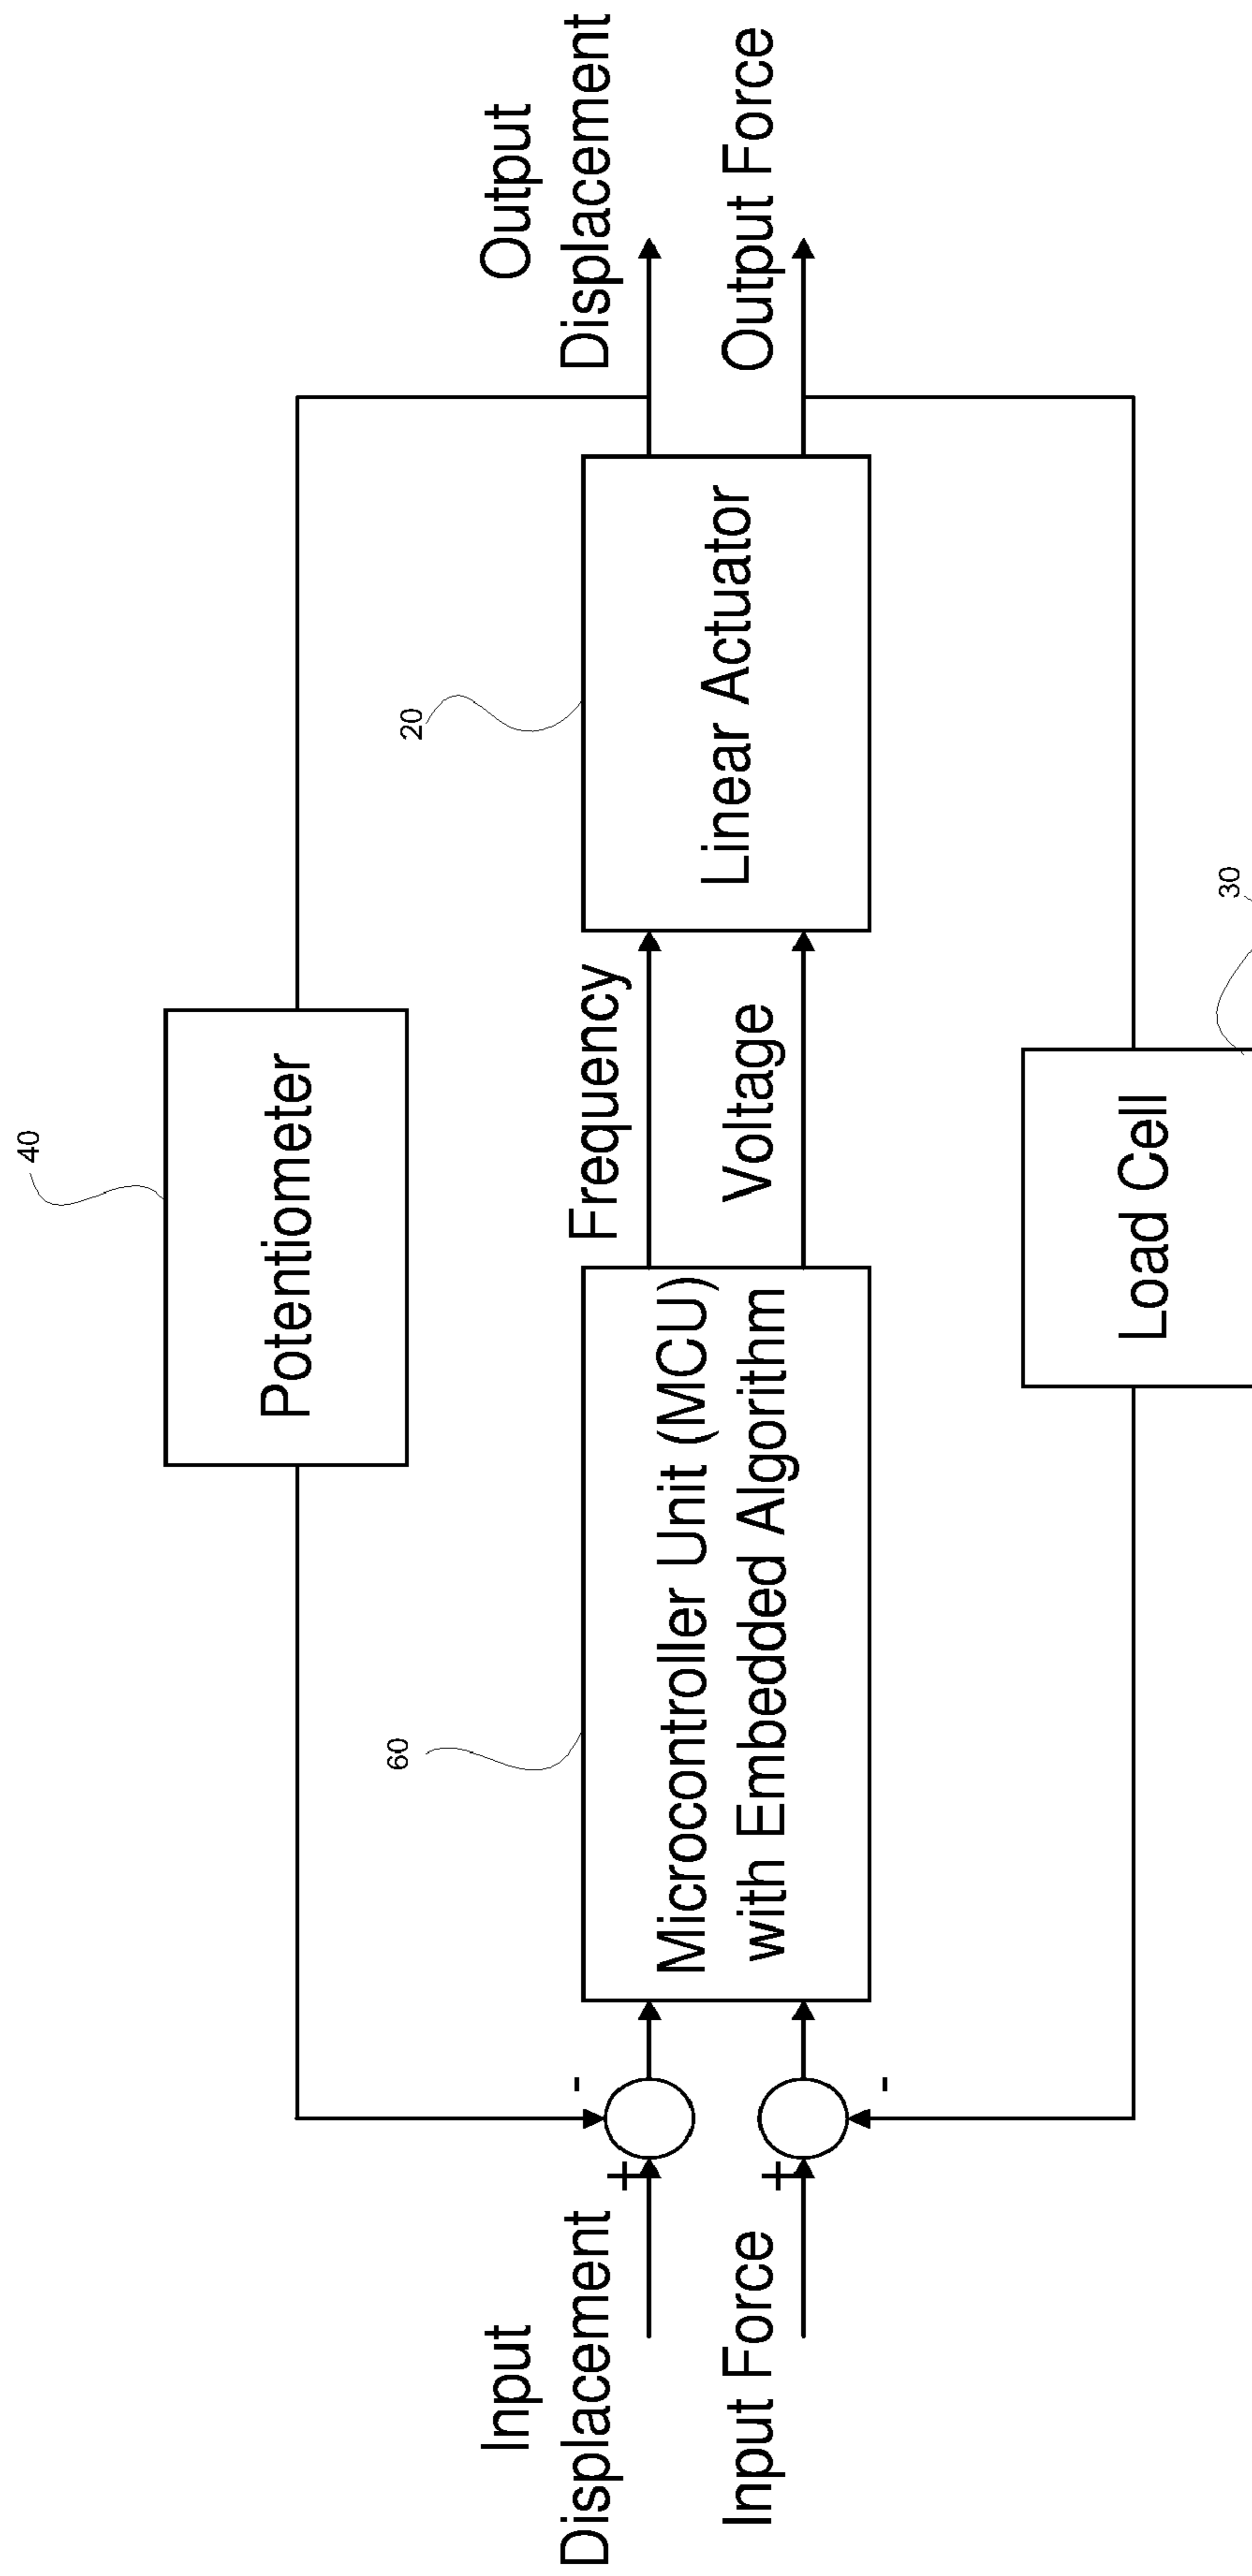 40
Potentiometer
Output
Displacement
20
60
Input
Displacement
+
-
Microcontroller Unit (MCU)
with Embedded Algorithm
Frequency
Voltage
Linear Actuator
Output Force
Input Force
+
-
Load Cell
30